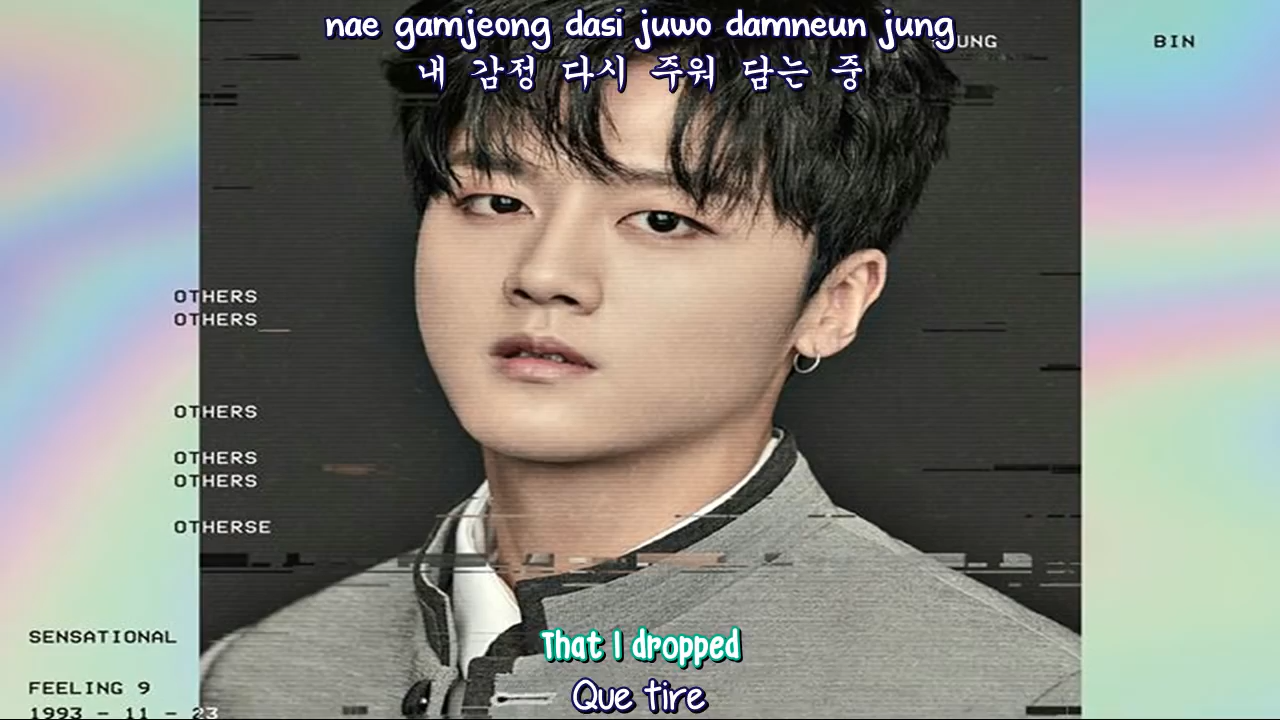 nae gamjeong dasi juwo damneun jung
내 감정 다시 주워 담는 중
UNG BIN
OTHERS
OTHERS
OTHERS
OTHERS
OTHERS
OTHERSE
SENSATIONAL
FEELING 9
1993 - 11 - 23
That I dropped
Que tire